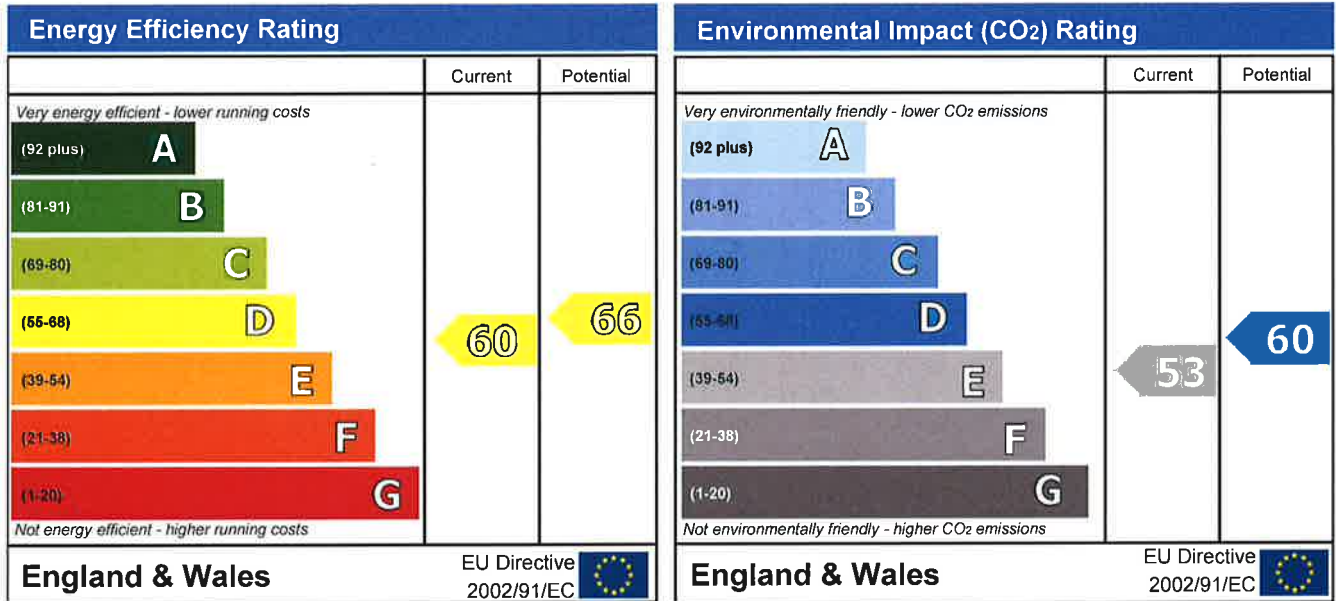 Energy Efficiency Rating
Current Potential
Very energy efficient - lower running costs
(92 plus) A
(81-91) B
(69-80) C
(55-68) D
(39-54) E
(21-38) F
(1-20) G
60
66
Not energy efficient - higher running costs
England & Wales
EU Directive
2002/91/EC
Environmental Impact (CO2) Rating
Current Potential
Very environmentally friendly - lower CO2 emissions
(92 plus) A
(81-91) B
(69-80) C
(55-68) D
(39-54) E
(21-38) F
(1-20) G
53
60
Not environmentally friendly - higher CO2 emissions
England & Wales
EU Directive
2002/91/EC